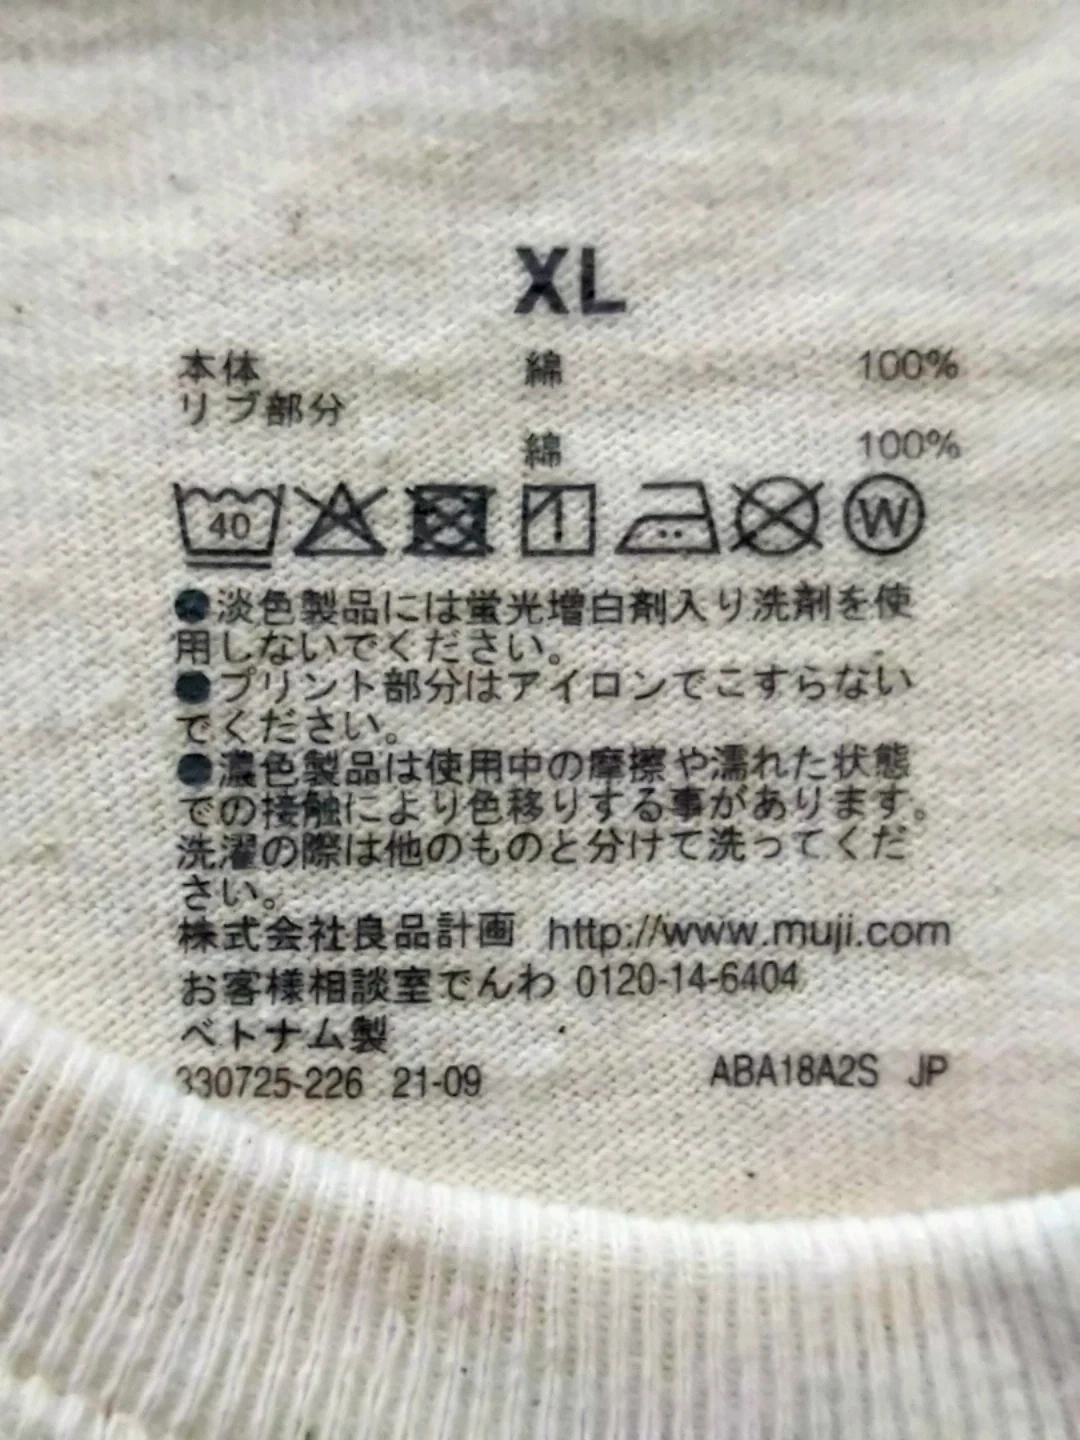 XL
本体 綿 100%
リブ部分
綿 100%
40 W
●淡色製品には蛍光増白剤入り洗剤を使
用しないでください。
●プリント部分はアイロンでこすらない
でください。
●濃色製品は使用中の摩擦や濡れた状態
での接触により色移りする事があります。
洗濯の際は他のものと分けて洗ってくだ
さい。
株式会社良品計画 http://www.muji.com
お客様相談室でんわ 0120-14-6404
ベトナム製
330725-226 21-09 ABA18A2S JP